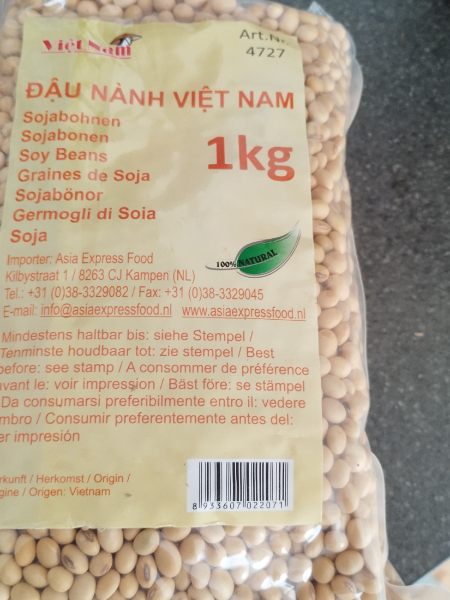 Việt Nam
Art.Nr.
4727
ĐẬU NÀNH VIỆT NAM
Sojabohnen
Sojabonen
Soy Beans
Graines de Soja
Sojabönor
Germogli di Soia
Soja
1kg
100% NATURAL
Importer: Asia Express Food
Kilbystraat 1 / 8263 CJ Kampen (NL)
Tel.: +31 (0)38-3329082 / Fax: +31 (0)38-3329045
E-mail: info@asiaexpressfood.nl www.asiaexpressfood.nl
Mindestens haltbar bis: siehe Stempel /
Tenminste houdbaar tot: zie stempel / Best
before: see stamp / A consommer de préférence
avant le: voir impression / Bäst före: se stämpel
Da consumarsi preferibilmente entro il: vedere
imbro / Consumir preferentemente antes del:
er impresión
erkunft / Herkomst / Origin /
igine / Origen: Vietnam
8 933607 022071